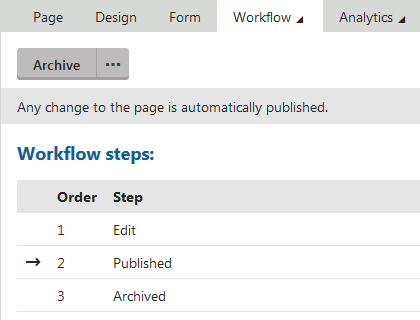 Page Design Form Workflow Analytics
Archive ...
Any change to the page is automatically published.
Workflow steps:
Order Step
1 Edit
→ 2 Published
3 Archived